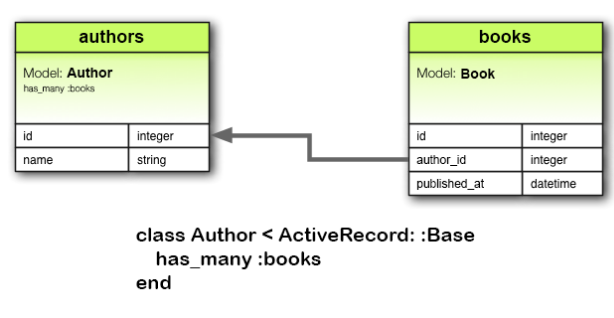 authors
Model: Author
has_many :books
id integer
name string
books
Model: Book
id integer
author_id integer
published_at datetime
class Author < ActiveRecord: :Base
has_many :books
end